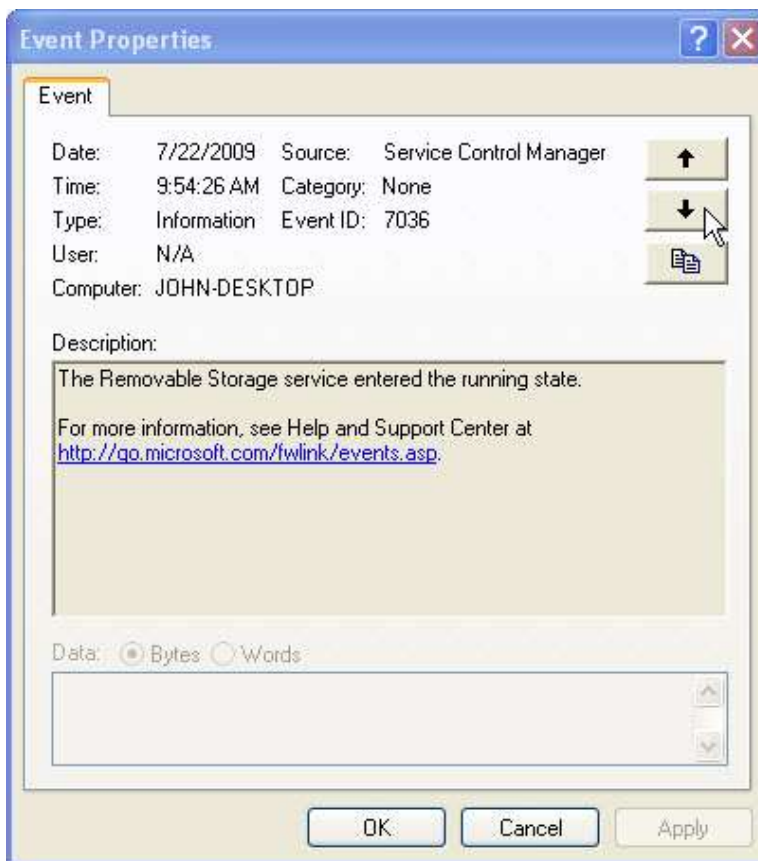 Event Properties
Event
Date: 7/22/2009 Source: Service Control Manager
Time: 9:54:26 AM Category: None
Type: Information Event ID: 7036
User: N/A
Computer: JOHN-DESKTOP
Description:
The Removable Storage service entered the running state.
For more information, see Help and Support Center at
http://go.microsoft.com/fwlink/events.asp.
Data: Bytes Words
OK Cancel Apply